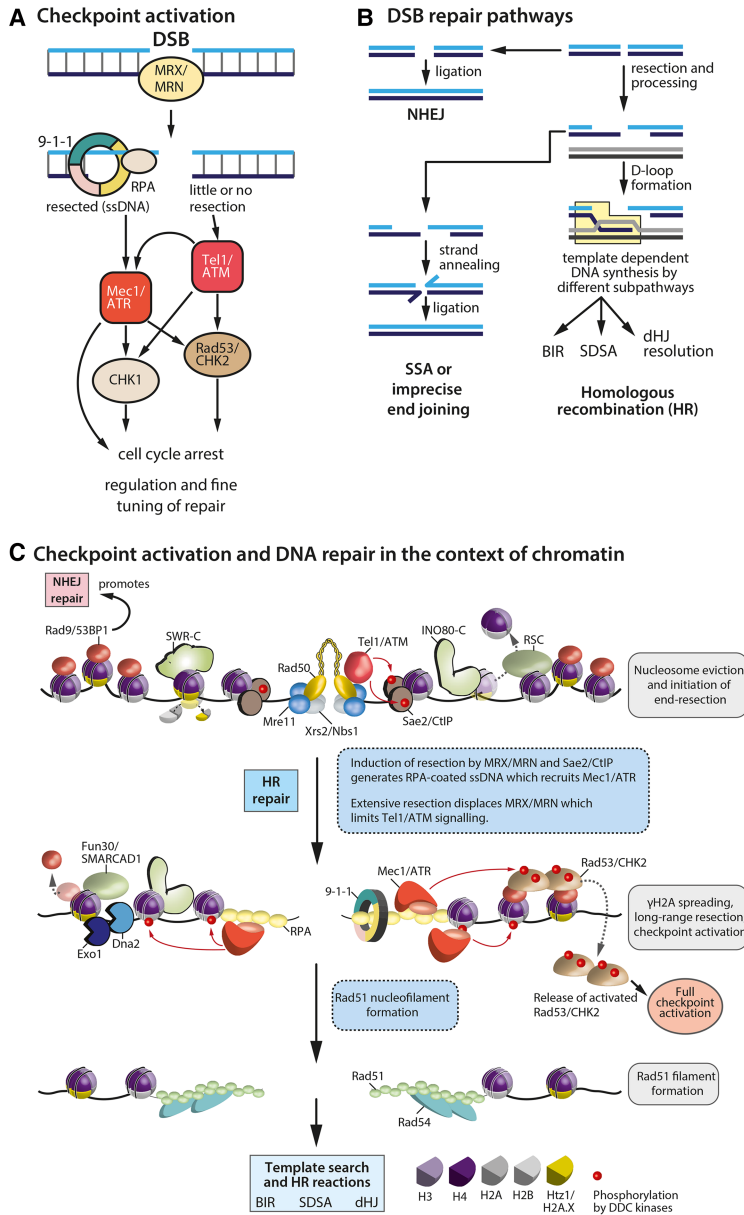 A Checkpoint activation
DSB
MRX/
MRN
9-1-1
RPA
resected (ssDNA)
little or no
resection
Tel1/
ATM
Mec1/
ATR
Rad53/
CHK2
CHK1
cell cycle arrest
regulation and fine
tuning of repair
B DSB repair pathways
ligation
NHEJ
resection and
processing
D-loop
formation
strand
annealing
ligation
template dependent
DNA synthesis by
different subpathways
BIR SDSA dHJ
resolution
SSA or
imprecise
end joining
Homologous
recombination (HR)
C Checkpoint activation and DNA repair in the context of chromatin
NHEJ
repair
promotes
Rad9/53BP1
SWR-C
Rad50
Tel1/ATM
INO80-C
RSC
Mre11
Xrs2/Nbs1
Sae2/CtIP
Nucleosome eviction
and initiation of
end-resection
HR
repair
Induction of resection by MRX/MRN and Sae2/CtIP
generates RPA-coated ssDNA which recruits Mec1/ATR
Extensive resection displaces MRX/MRN which
limits Tel1/ATM signalling.
Fun30/
SMARCAD1
Exo1
Dna2
RPA
9-1-1
Mec1/ATR
Rad53/CHK2
γH2A spreading,
long-range resection,
checkpoint activation
Release of activated
Rad53/CHK2
Full
checkpoint
activation
Rad51 nucleofilament
formation
Rad51
Rad54
Rad51 filament
formation
Template search
and HR reactions
BIR SDSA dHJ
H3 H4 H2A H2B Htz1/
H2A.X
Phosphorylation
by DDC kinases